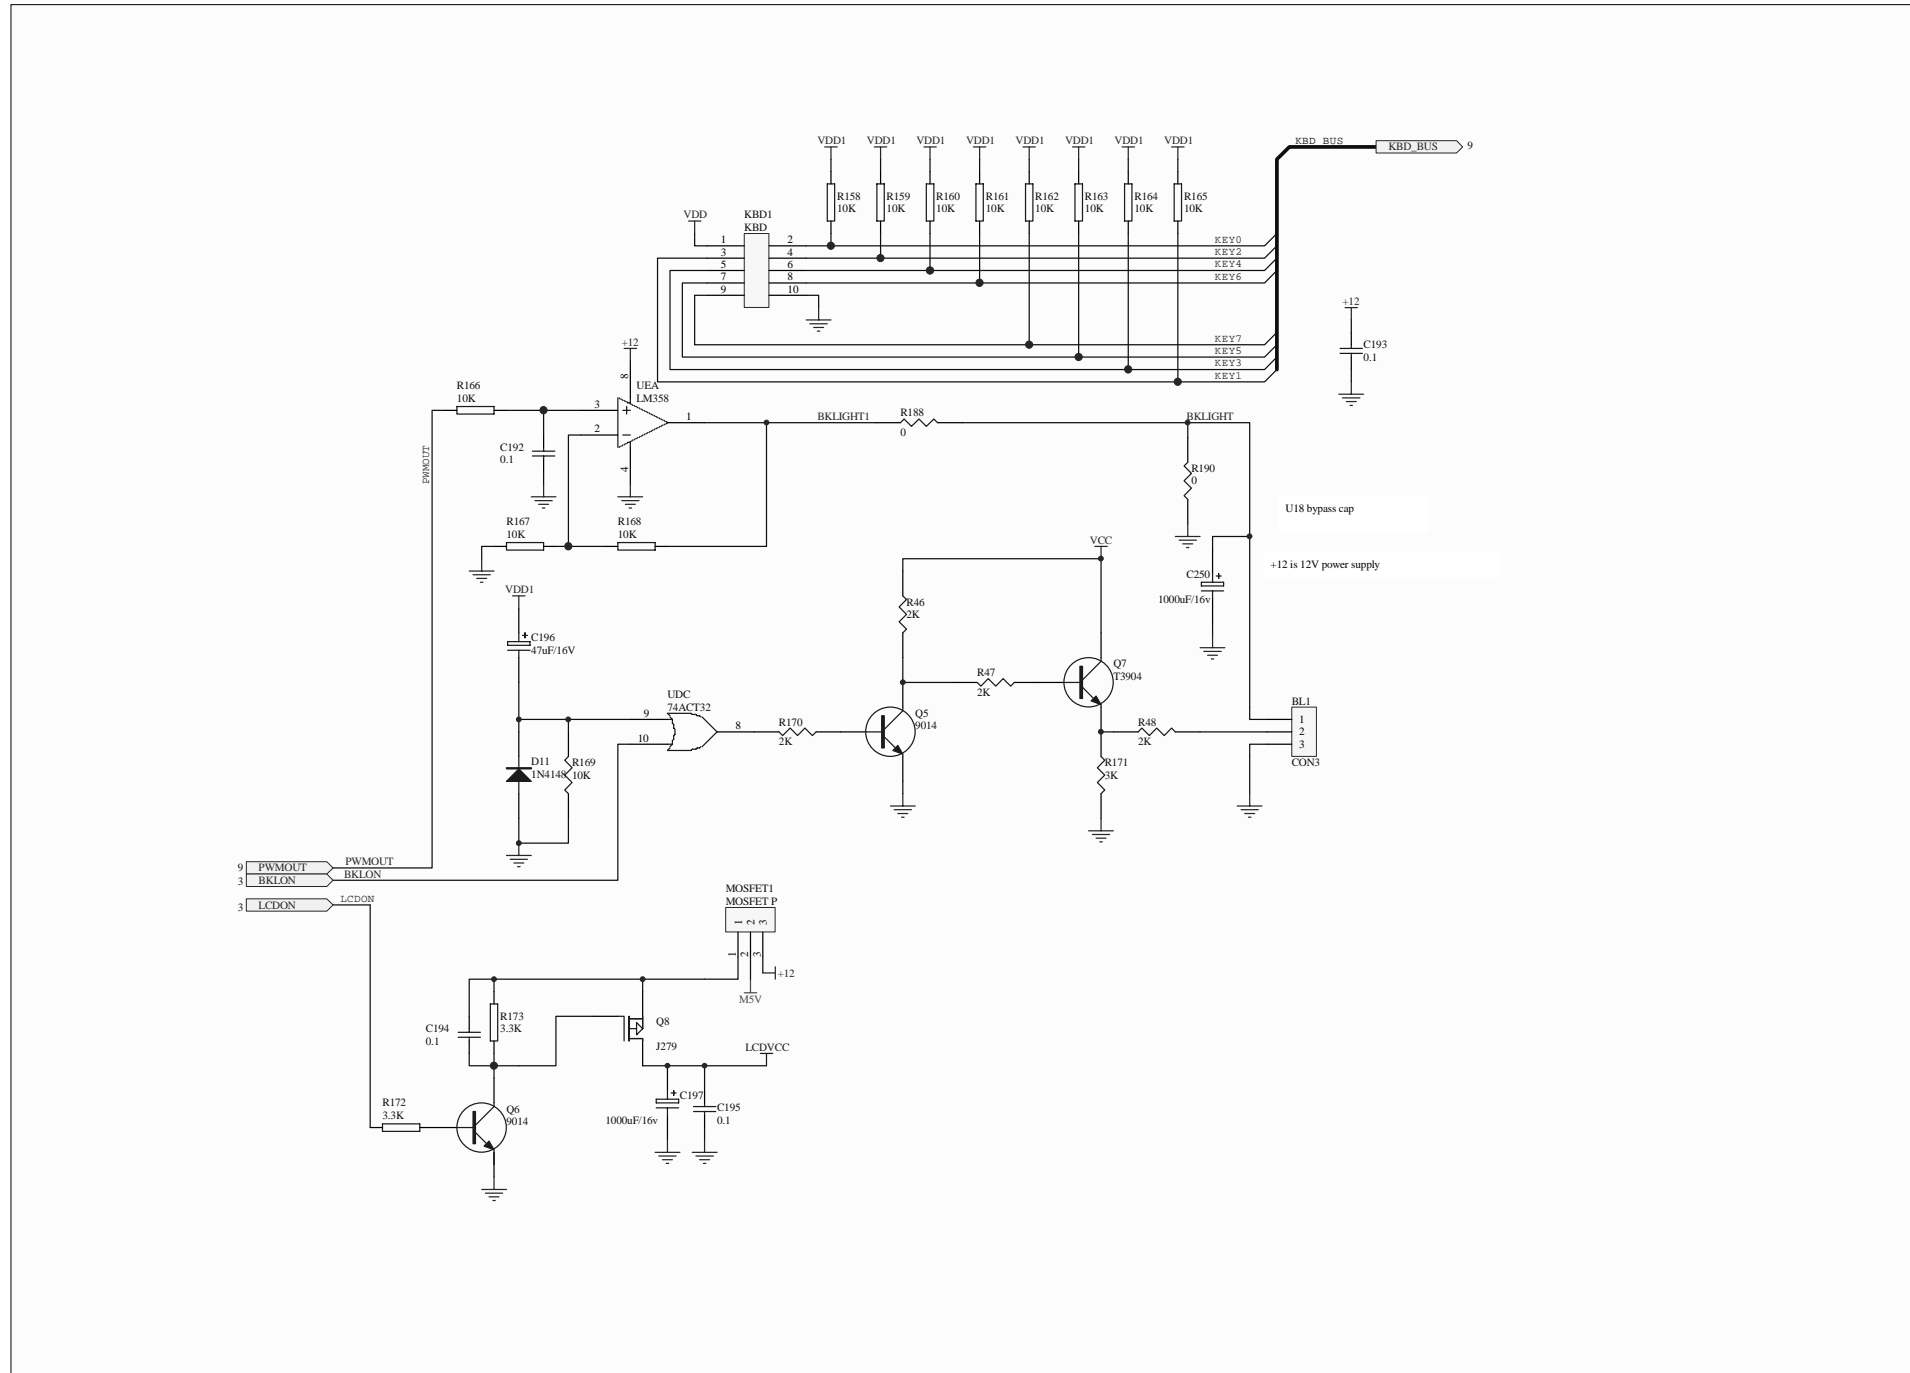 VDD1 VDD1 VDD1 VDD1 VDD1 VDD1 VDD1 VDD1
KBD_BUS
KBD_BUS 9
R158 R159 R160 R161 R162 R163 R164 R165
10K 10K 10K 10K 10K 10K 10K 10K
VDD
KBD1
KBD
1 2 KEY0
3 4 KEY2
5 6 KEY4
7 8 KEY6
9 10
KEY7
KEY5
KEY3
KEY1
+12
C193
0.1
+12
8
UEA
LM358
R166
10K
3
+
1
2
−
4
C192
0.1
PWMOUT
BKLIGHT1
R188
0
BKLIGHT
R190
0
U18 bypass cap
R167
10K
R168
10K
VCC
+12 is 12V power supply
C250
+
1000uF/16v
VDD1
+
C196
47uF/16V
R46
2K
R47
2K
Q7
T3904
UDC
74ACT32
9
10
8
R170
2K
Q5
9014
R48
2K
BL1
1
2
3
CON3
D11
1N4148
R169
10K
R171
3K
9 PWMOUT PWMOUT
3 BKLON BKLON
3 LCDON LCDON
MOSFET1
MOSFET P
1 2 3
1 2 3
+12
M5V
C194
0.1
R173
3.3K
Q8
J279
LCDVCC
+
C197
1000uF/16v
C195
0.1
R172
3.3K
Q6
9014